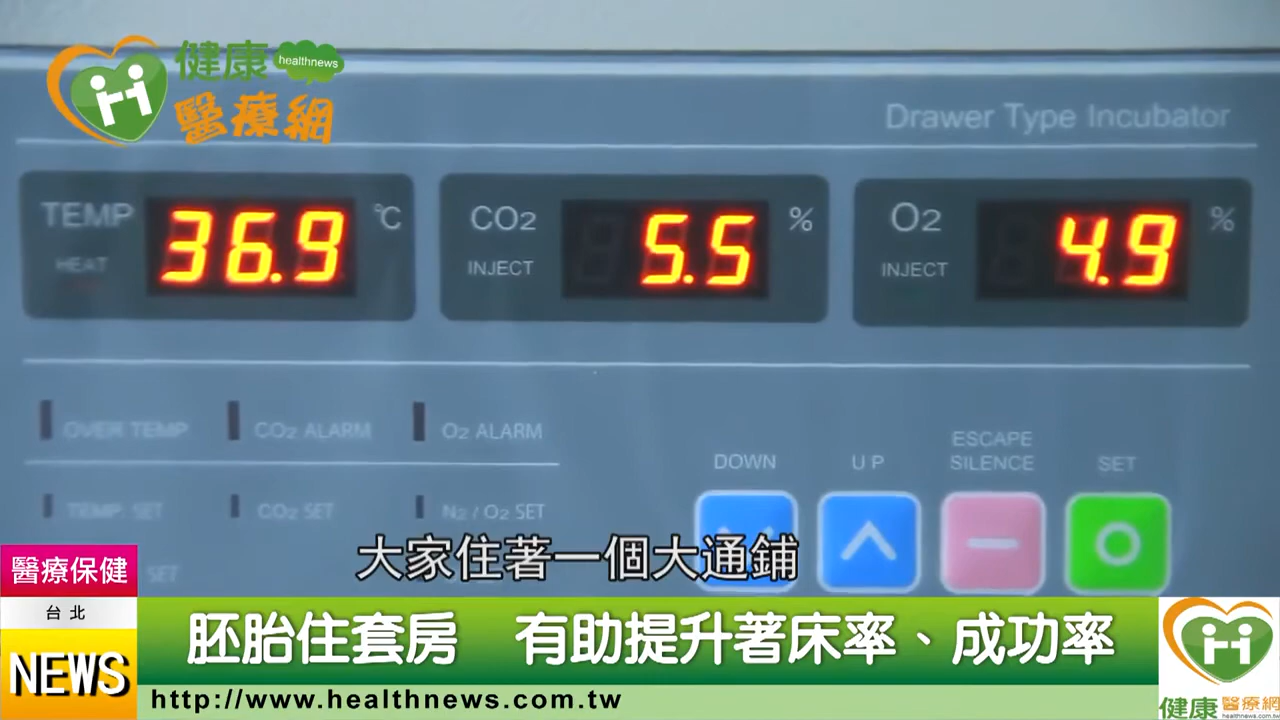 健康 healthnews
醫療網
Drawer Type Incubator
TEMP 36.9 ℃
HEAT
CO2 5.5 %
INJECT
O2 4.9 %
INJECT
OVER TEMP CO2 ALARM O2 ALARM
DOWN UP ESCAPE SILENCE SET
TEMP SET CO2 SET N2 / O2 SET
SET
大家住著一個大通鋪
醫療保健
台北
NEWS
胚胎住套房 有助提升著床率、成功率
http://www.healthnews.com.tw
健康醫療網
healthnews.com.tw